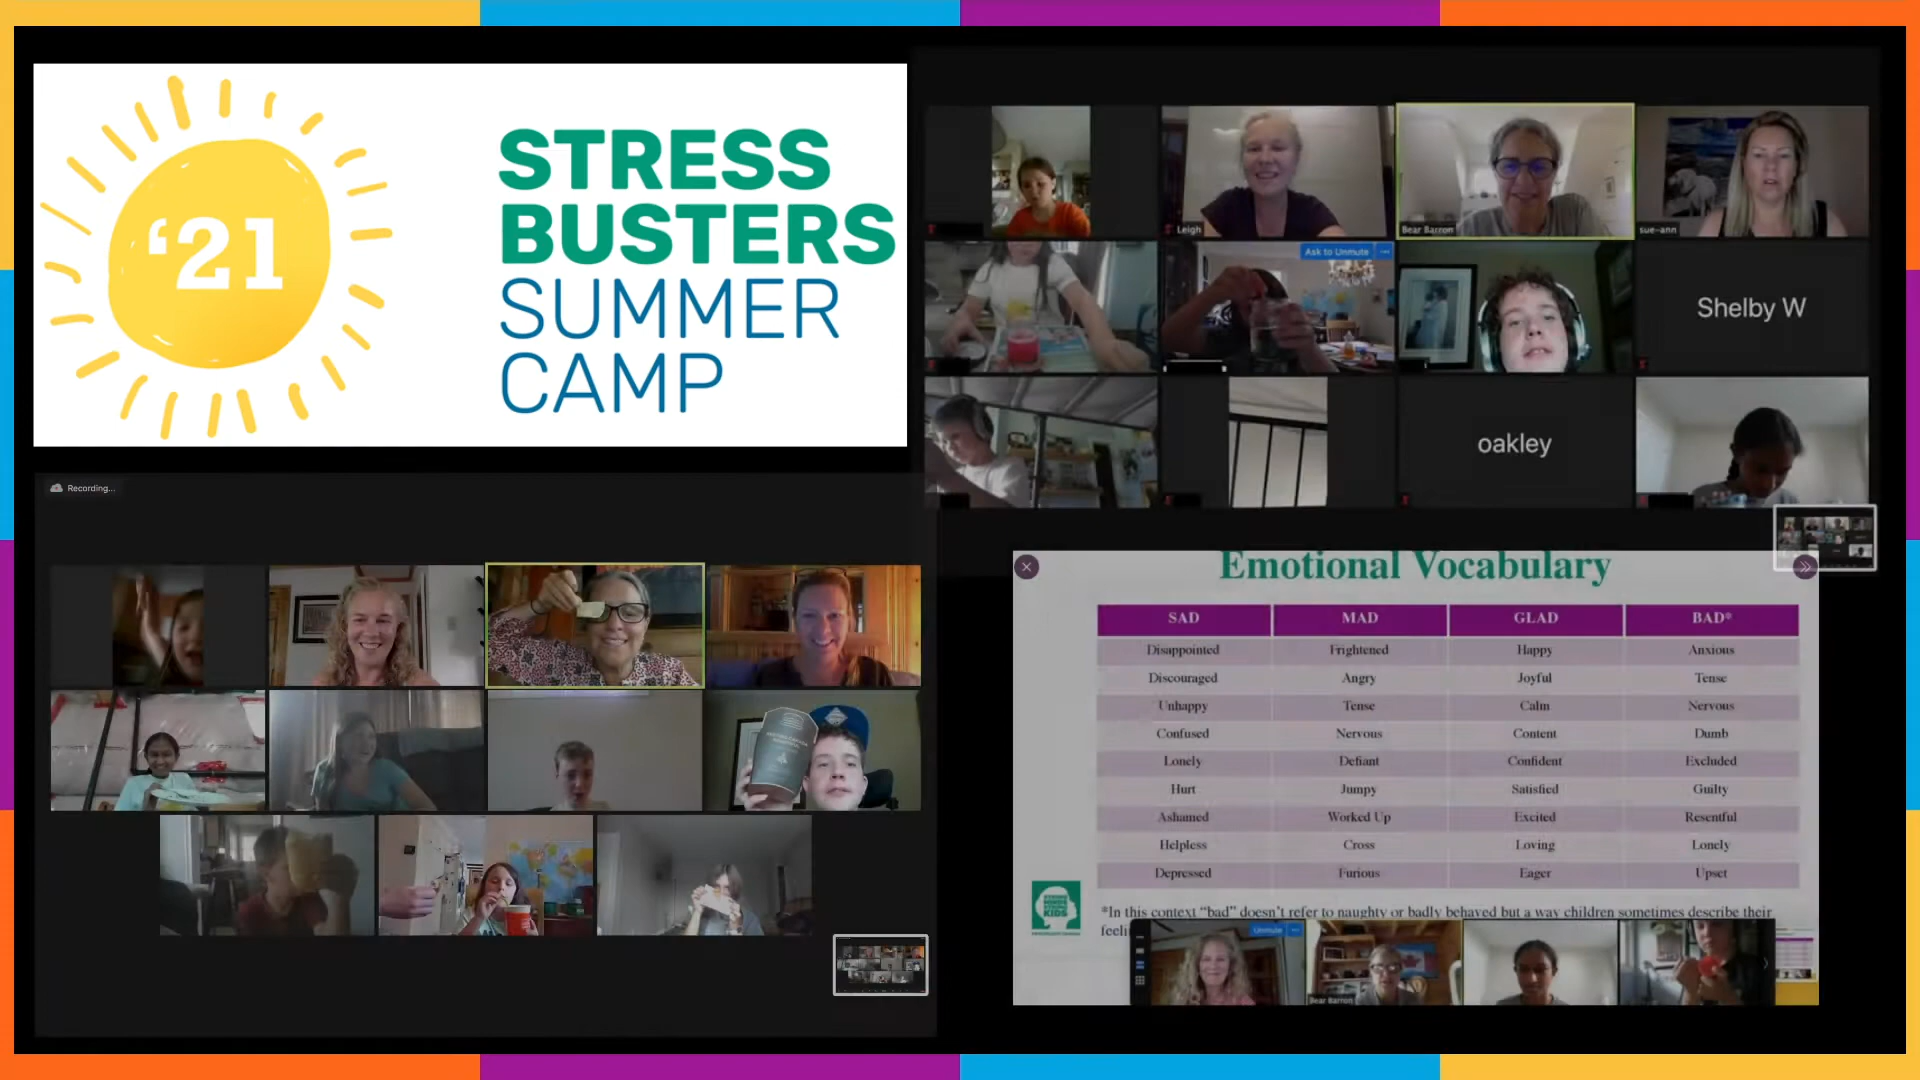 ‘21
STRESS
BUSTERS
SUMMER
CAMP
Leigh
Bear Barron
sue-ann
Ask to Unmute
Shelby W
oakley
Recording...
Emotional Vocabulary
SAD MAD GLAD BAD*
Disappointed Frightened Happy Anxious
Discouraged Angry Joyful Tense
Unhappy Tense Calm Nervous
Confused Nervous Content Dumb
Lonely Defiant Confident Excluded
Hurt Jumpy Satisfied Guilty
Ashamed Worked Up Excited Resentful
Helpless Cross Loving Lonely
Depressed Furious Eager Upset
*In this context “bad” doesn’t refer to naughty or badly behaved but a way children sometimes describe their
STRONG
MINDS
STRONG
KIDS
Unmute
Bear Barron